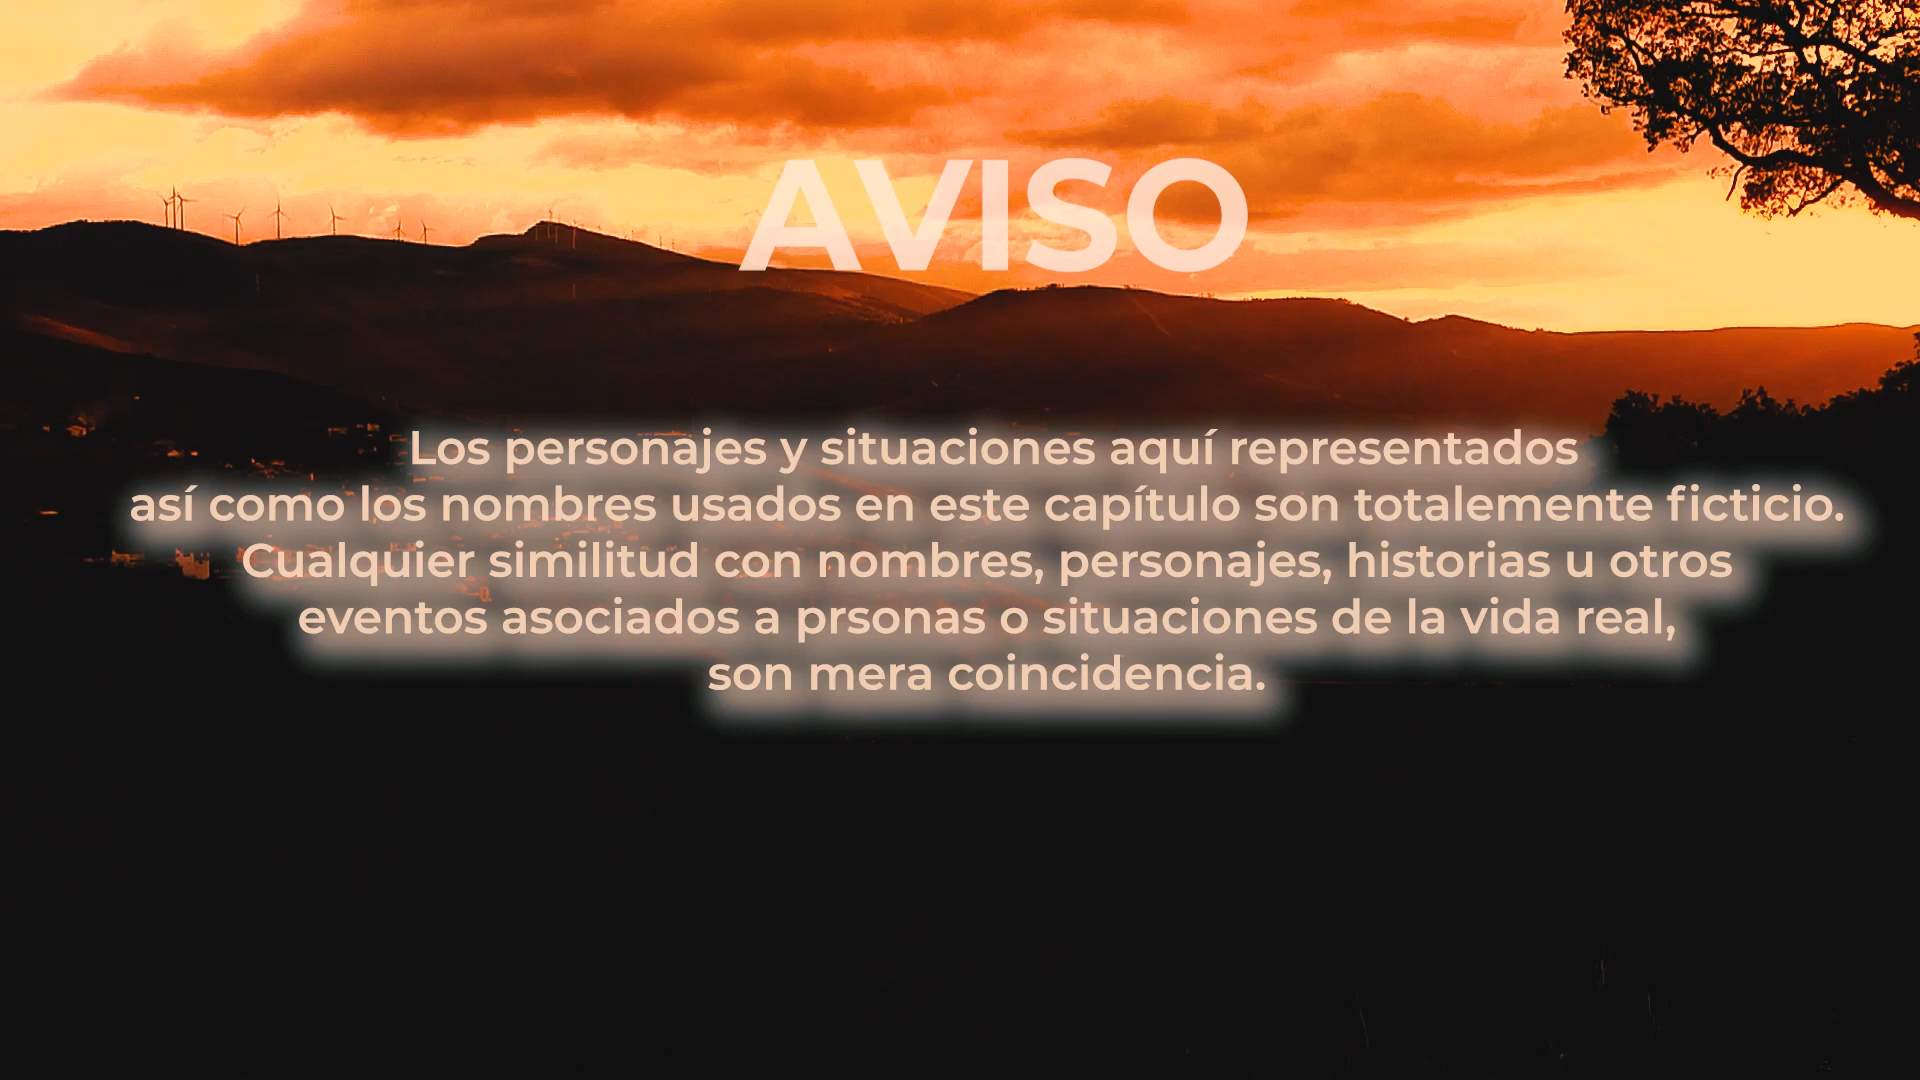 AVISO
Los personajes y situaciones aquí representados
así como los nombres usados en este capítulo son totalemente ficticio.
Cualquier similitud con nombres, personajes, historias u otros
eventos asociados a prsonas o situaciones de la vida real,
son mera coincidencia.